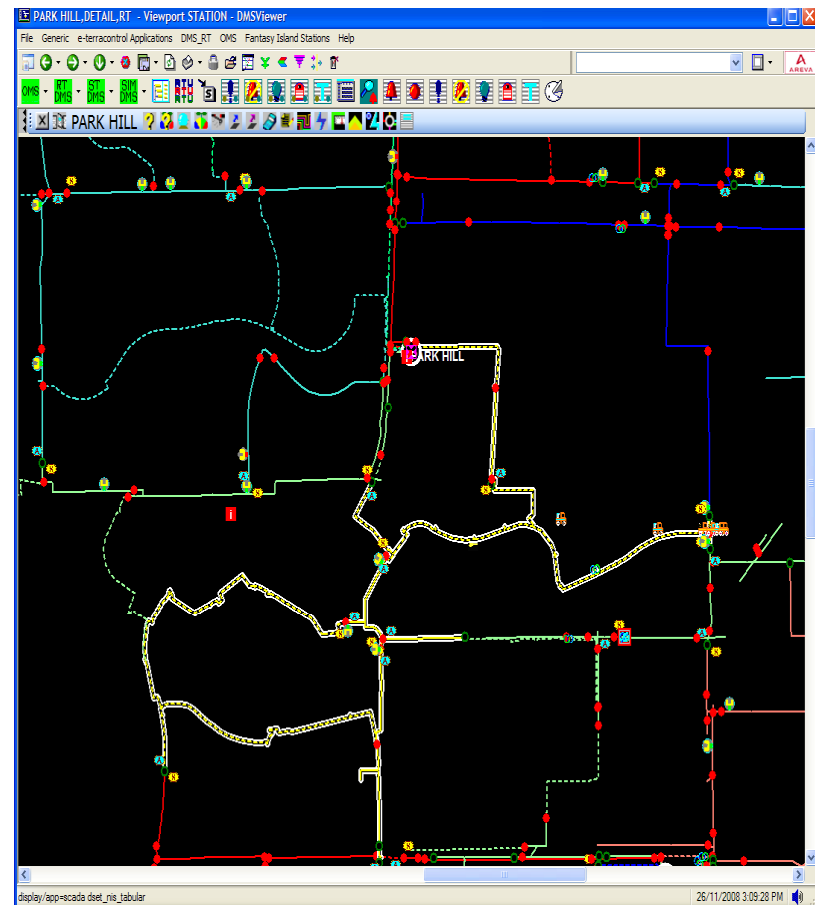 PARK HILL,DETAIL,RT - Viewport STATION - DMSViewer
File Generic e-terracontrol Applications DMS_RT OMS Fantasy Island Stations Help
AREVA
OMS RT DMS ST DMS SIM DMS RTU S
PARK HILL
PARK HILL
i
display/app=scada dset_nis_tabular
26/11/2008 3:09:28 PM